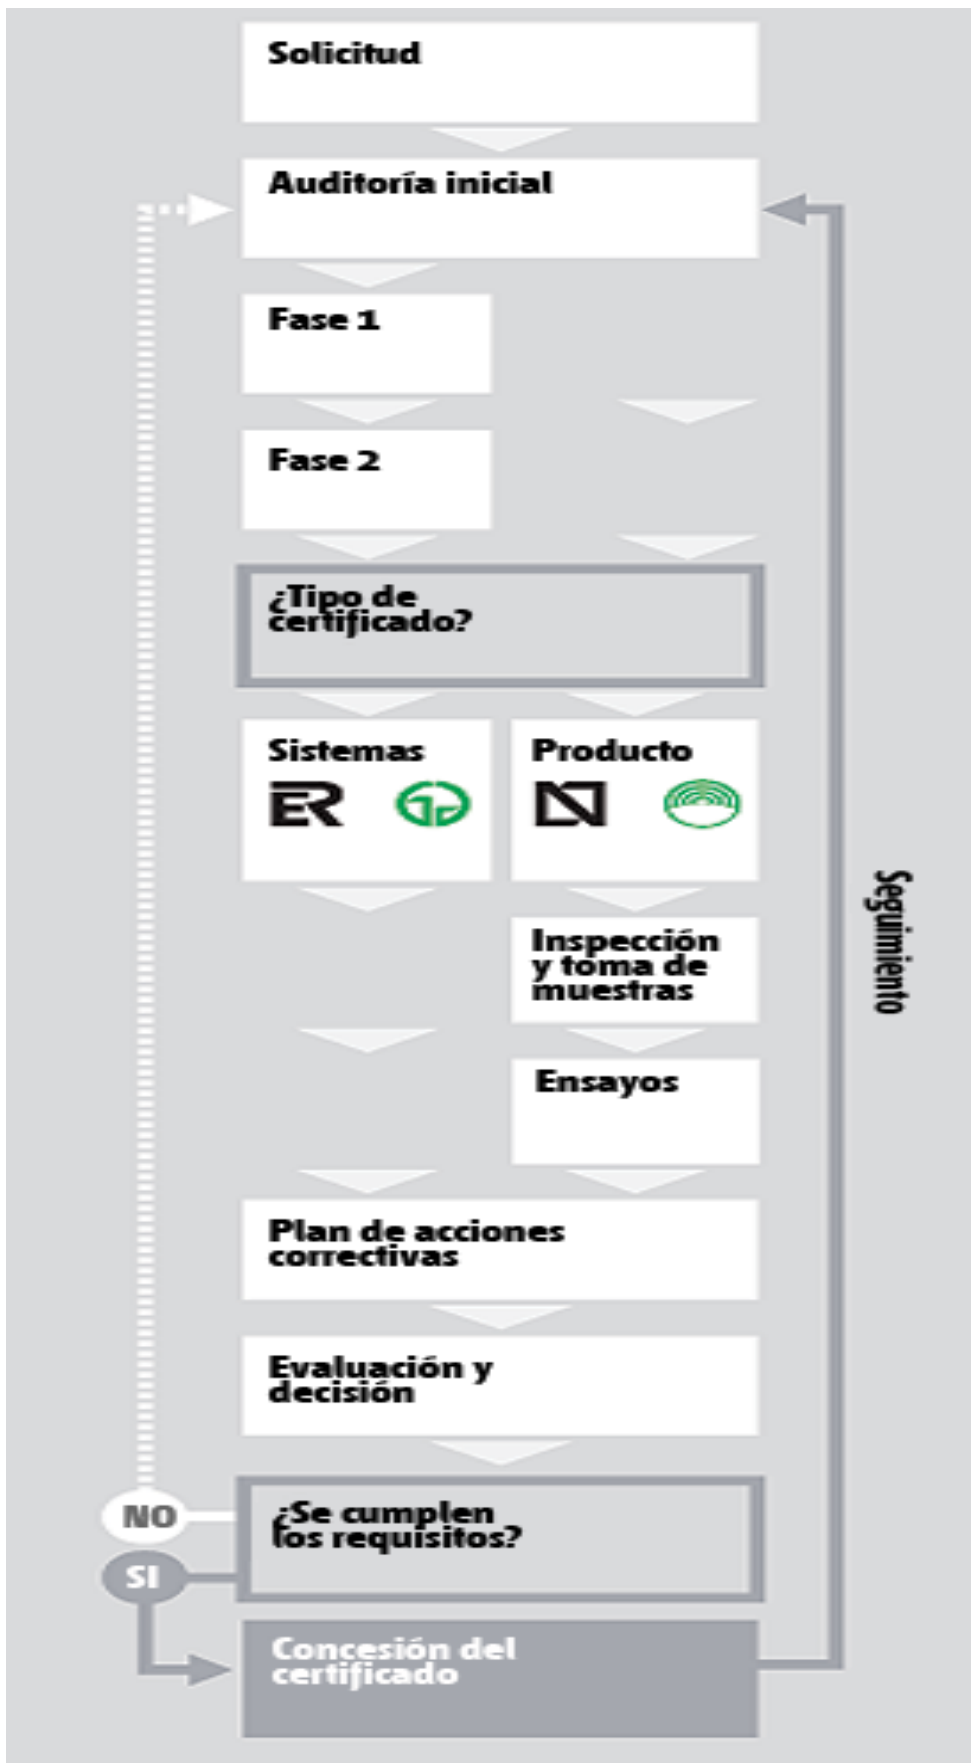 Solicitud
Auditoría inicial
Fase 1
Fase 2
¿Tipo de
certificado?
Sistemas
Producto
ER
N
Inspección
y toma de
muestras
Ensayos
Seguimiento
Plan de acciones
correctivas
Evaluación y
decisión
NO
¿Se cumplen
los requisitos?
SI
Concesión del
certificado